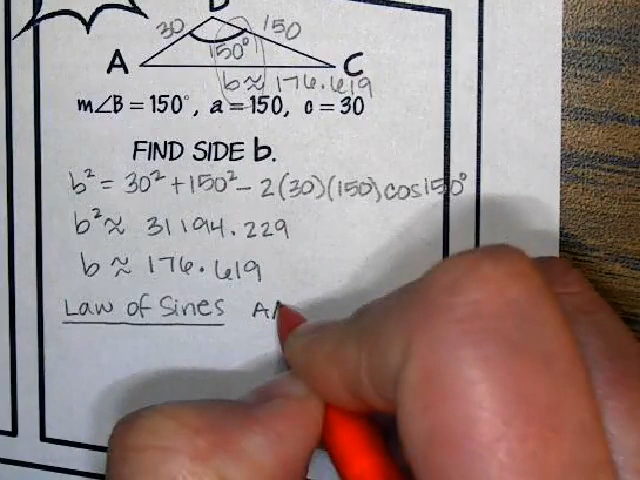 B
30 150
150°
A C
b ≈ 176.619
m∠B = 150°, a = 150, c = 30
FIND SIDE b.
b² = 30² + 150² - 2(30)(150) cos150°
b² ≈ 31194.229
b ≈ 176.619
Law of Sines A